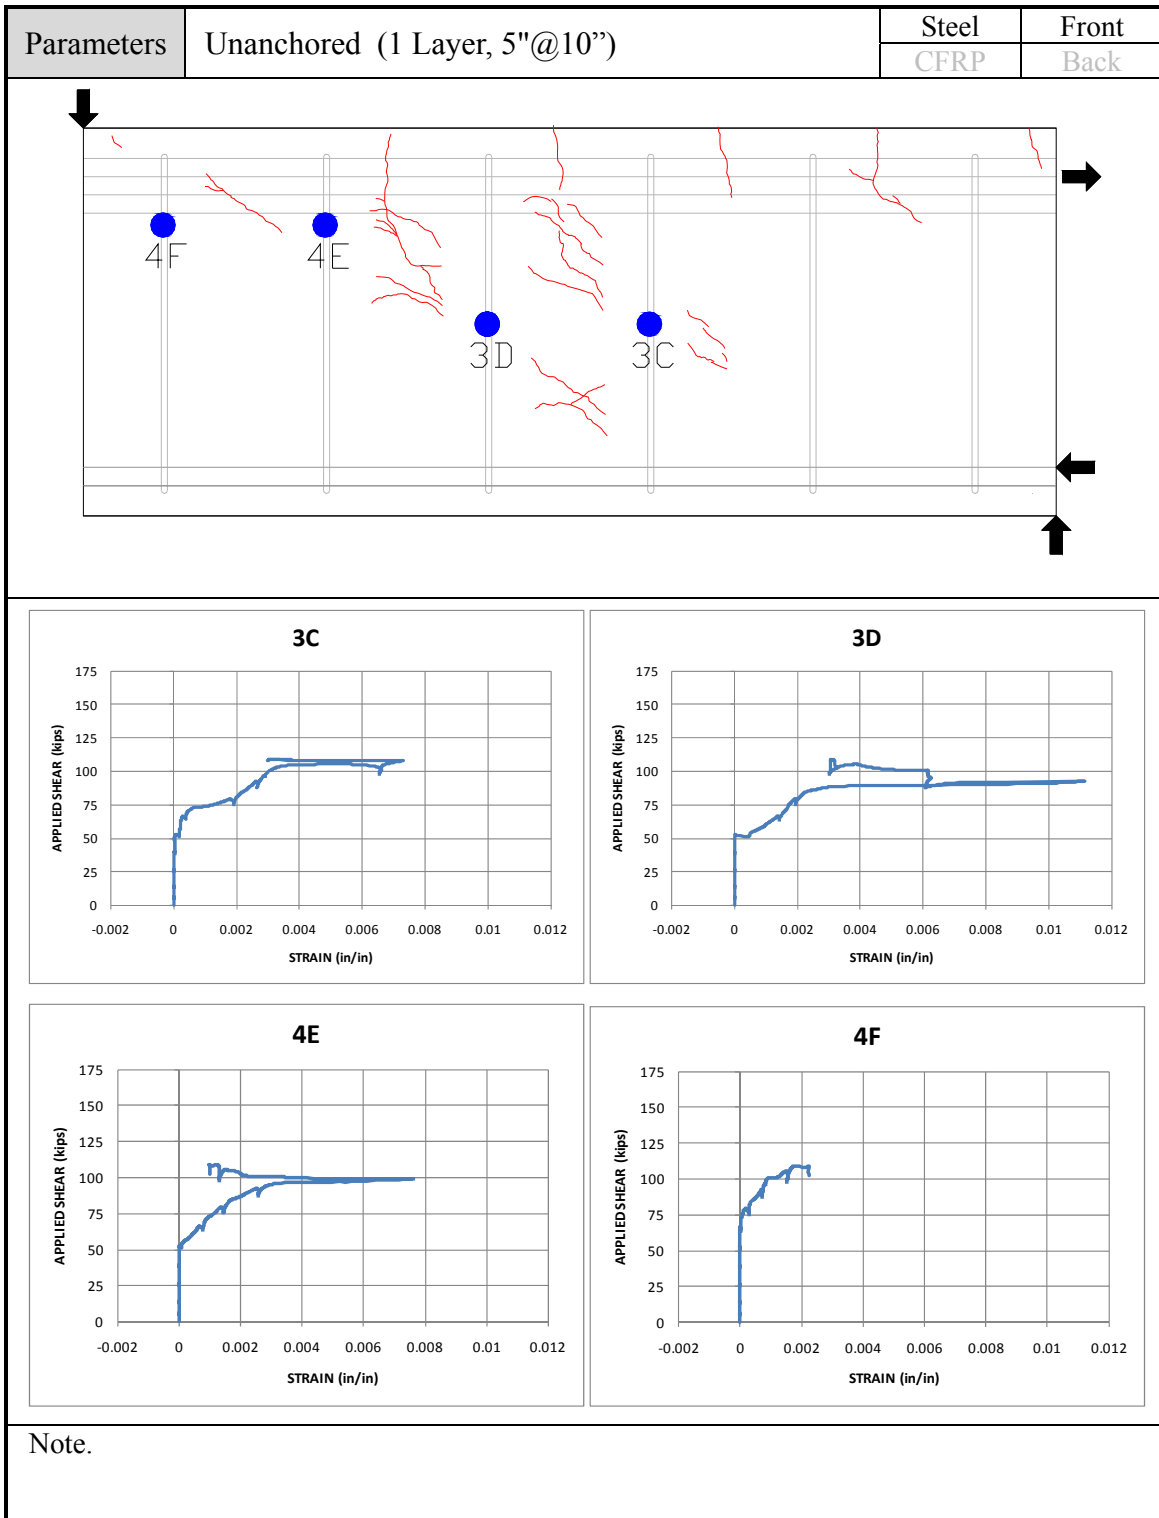 Parameters Unanchored (1 Layer, 5"@10”) Steel Front
CFRP Back
4F 4E
3D 3C
3C
175
150
125
100
75
50
25
0
-0.002 0 0.002 0.004 0.006 0.008 0.01 0.012
APPLIED SHEAR (kips)
STRAIN (in/in)
3D
175
150
125
100
75
50
25
0
-0.002 0 0.002 0.004 0.006 0.008 0.01 0.012
APPLIED SHEAR (kips)
STRAIN (in/in)
4E
175
150
125
100
75
50
25
0
-0.002 0 0.002 0.004 0.006 0.008 0.01 0.012
APPLIED SHEAR (kips)
STRAIN (in/in)
4F
175
150
125
100
75
50
25
0
-0.002 0 0.002 0.004 0.006 0.008 0.01 0.012
APPLIED SHEAR (kips)
STRAIN (in/in)
Note.